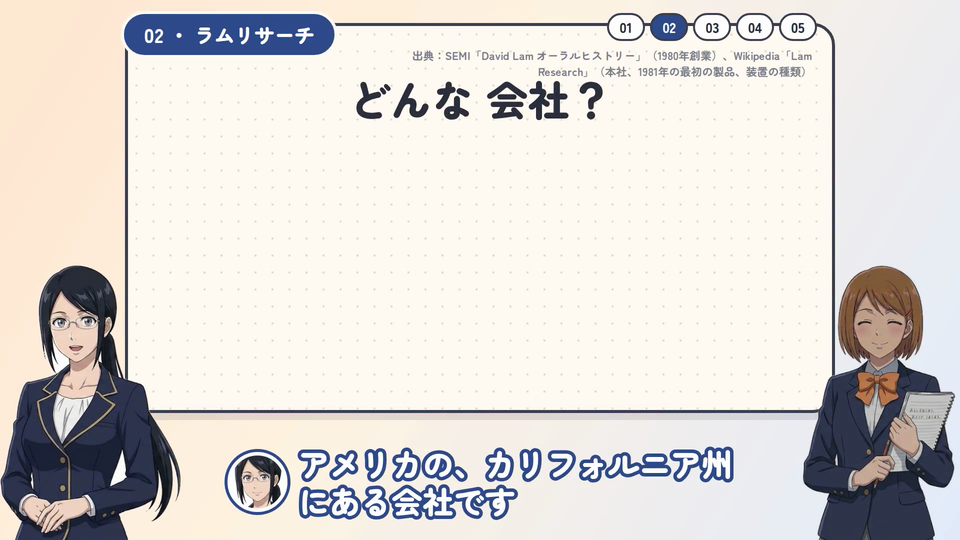 02 ・ ラムリサーチ
01 02 03 04 05
出典：SEMI「David Lam オーラルヒストリー」（1980年創業）、Wikipedia「Lam
Research」（本社、1981年の最初の製品、装置の種類）
どんな 会社？
アメリカの、カリフォルニア州
にある会社です